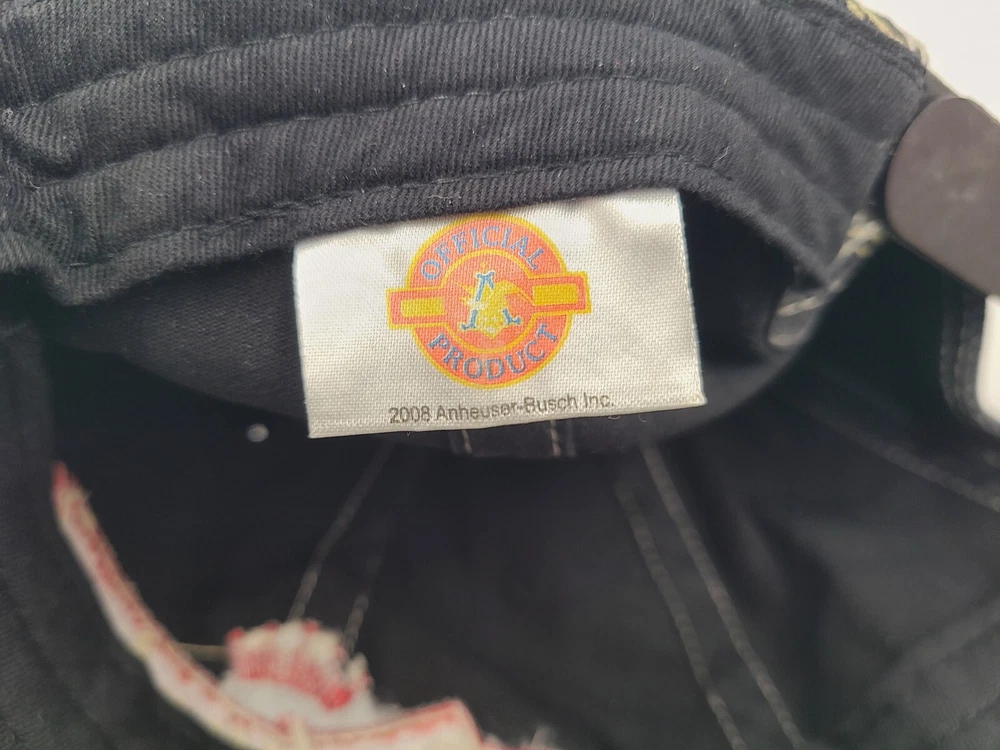 OFFICIAL
PRODUCT
2008 Anheuser-Busch Inc.